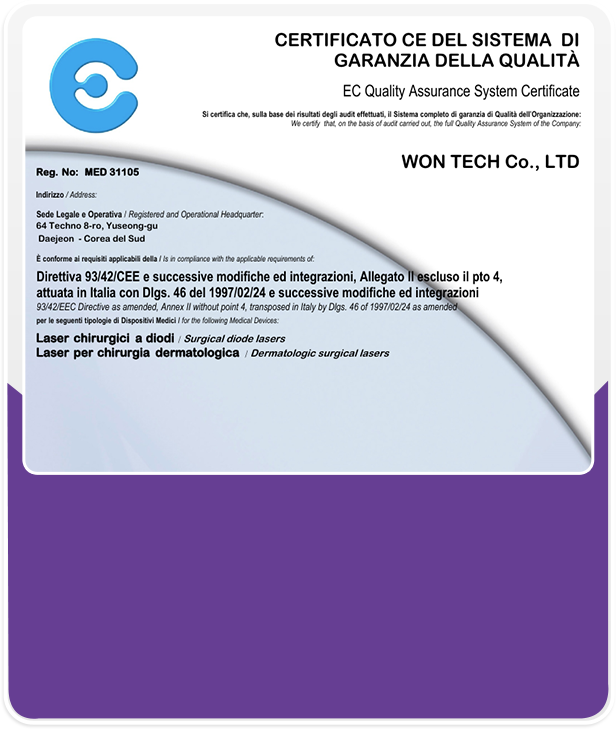 CERTIFICATO CE DEL SISTEMA DI
GARANZIA DELLA QUALITÀ
EC Quality Assurance System Certificate
Si certifica che, sulla base dei risultati degli audit effettuati, il Sistema completo di garanzia di Qualità dell'Organizzazione:
We certify that, on the basis of audit carried out, the full Quality Assurance System of the Company:
WON TECH Co., LTD
Reg. No: MED 31105
Indirizzo / Address:
Sede Legale e Operativa / Registered and Operational Headquarter:
64 Techno 8-ro, Yuseong-gu
Daejeon - Corea del Sud
È conforme ai requisiti applicabili della / Is in compliance with the applicable requirements of:
Direttiva 93/42/CEE e successive modifiche ed integrazioni, Allegato II escluso il pto 4,
attuata in Italia con Dlgs. 46 del 1997/02/24 e successive modifiche ed integrazioni
93/42/EEC Directive as amended, Annex II without point 4, transposed in Italy by Dlgs. 46 of 1997/02/24 as amended
per le seguenti tipologie di Dispositivi Medici / for the following Medical Devices:
Laser chirurgici a diodi / Surgical diode lasers
Laser per chirurgia dermatologica / Dermatologic surgical lasers